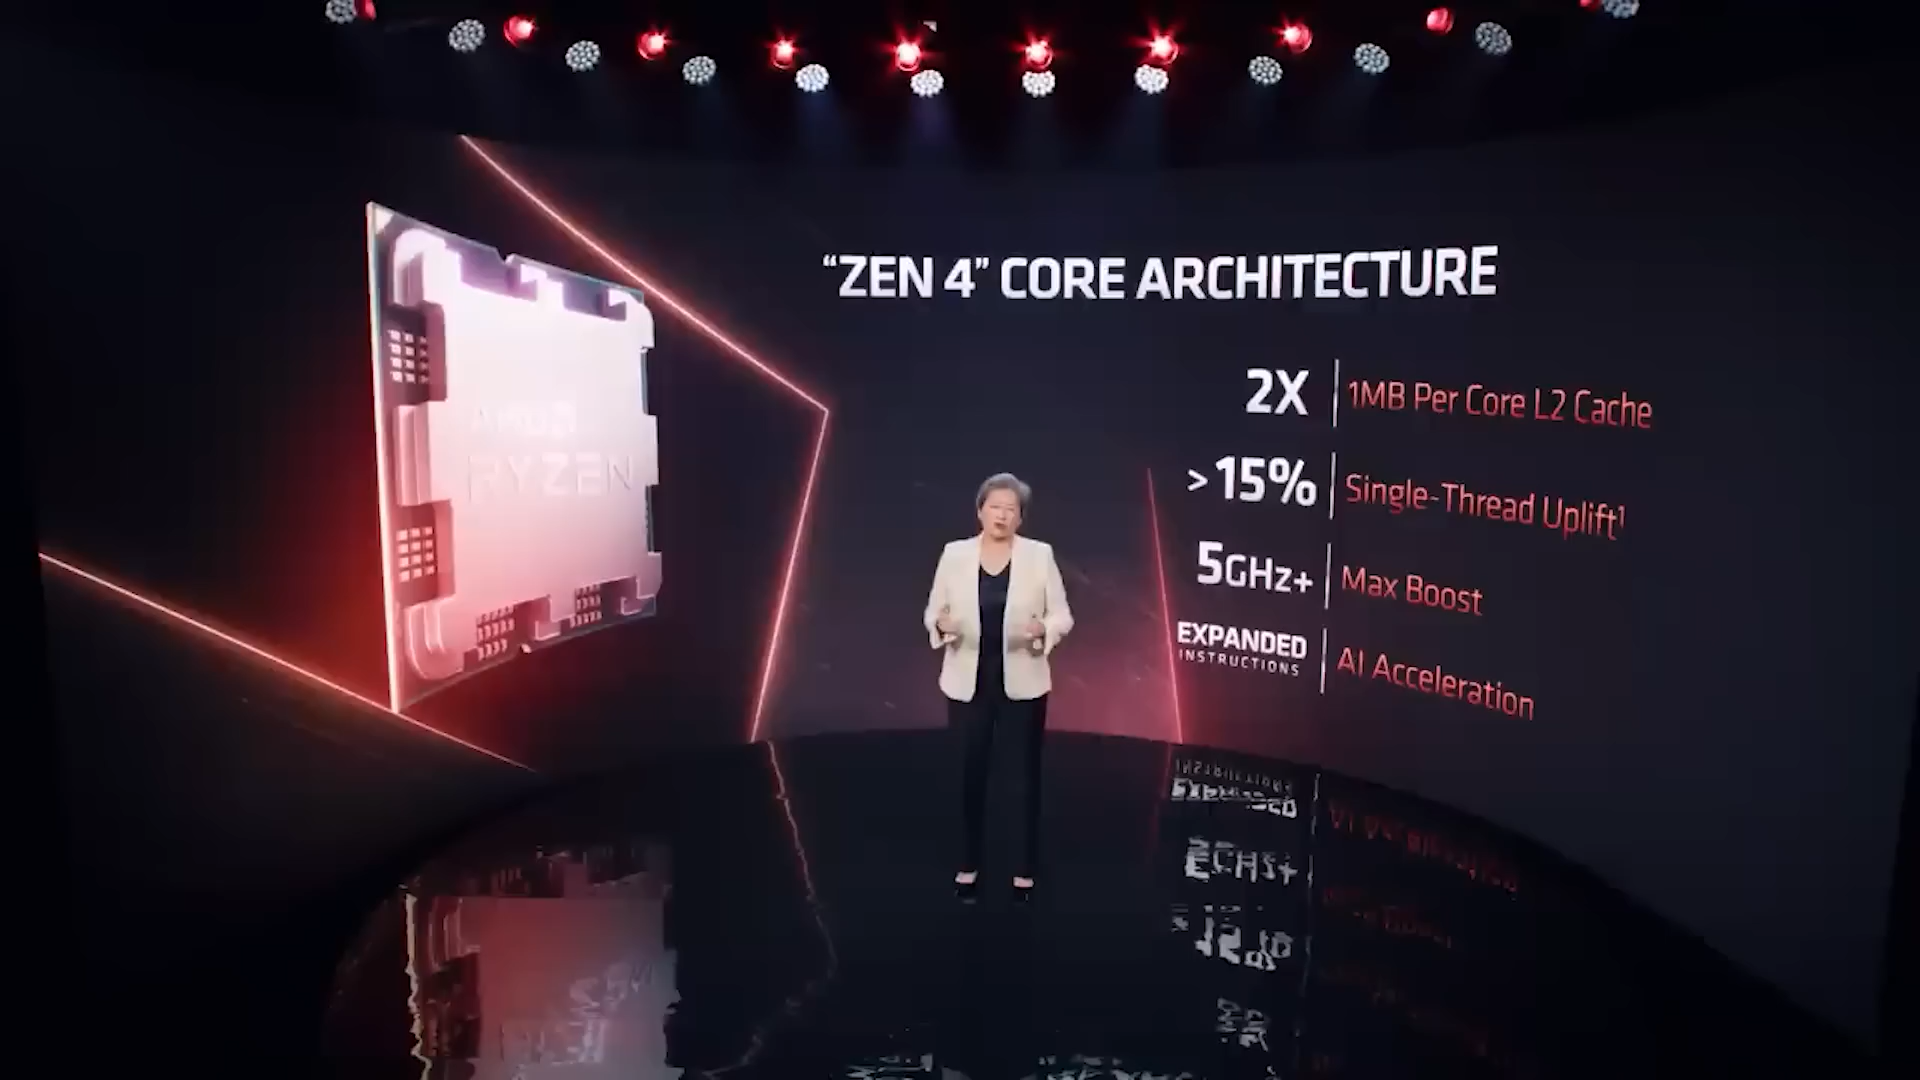 "ZEN 4" CORE ARCHITECTURE
2X
1MB Per Core L2 Cache
>15%
Single-Thread Uplift¹
5GHz+
Max Boost
EXPANDED
INSTRUCTIONS
AI Acceleration
AMD
RYZEN